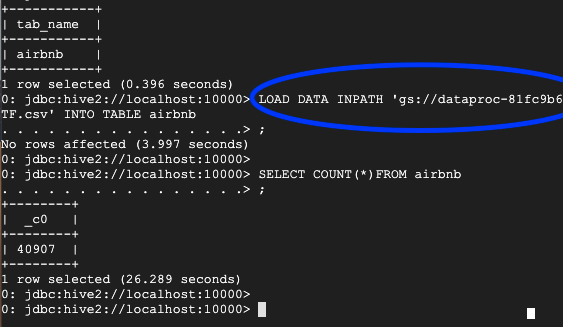 +-----------+
| tab_name |
+-----------+
| airbnb |
+-----------+
1 row selected (0.396 seconds)
0: jdbc:hive2://localhost:10000> LOAD DATA INPATH 'gs://dataproc-81fc9b6
TF.csv' INTO TABLE airbnb
. . . . . . . . . . . . . . . .> ;
No rows affected (3.997 seconds)
0: jdbc:hive2://localhost:10000>
0: jdbc:hive2://localhost:10000> SELECT COUNT(*)FROM airbnb
. . . . . . . . . . . . . . . .> ;
+--------+
| _c0 |
+--------+
| 40907 |
+--------+
1 row selected (26.289 seconds)
0: jdbc:hive2://localhost:10000>
0: jdbc:hive2://localhost:10000>